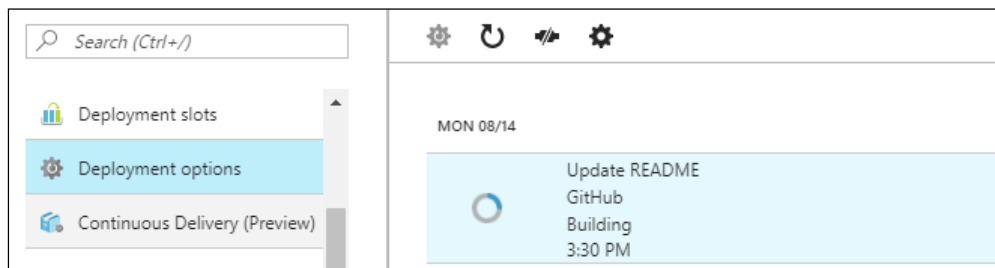 Search (Ctrl+/)
Deployment slots
Deployment options
Continuous Delivery (Preview)
MON 08/14
Update README
GitHub
Building
3:30 PM